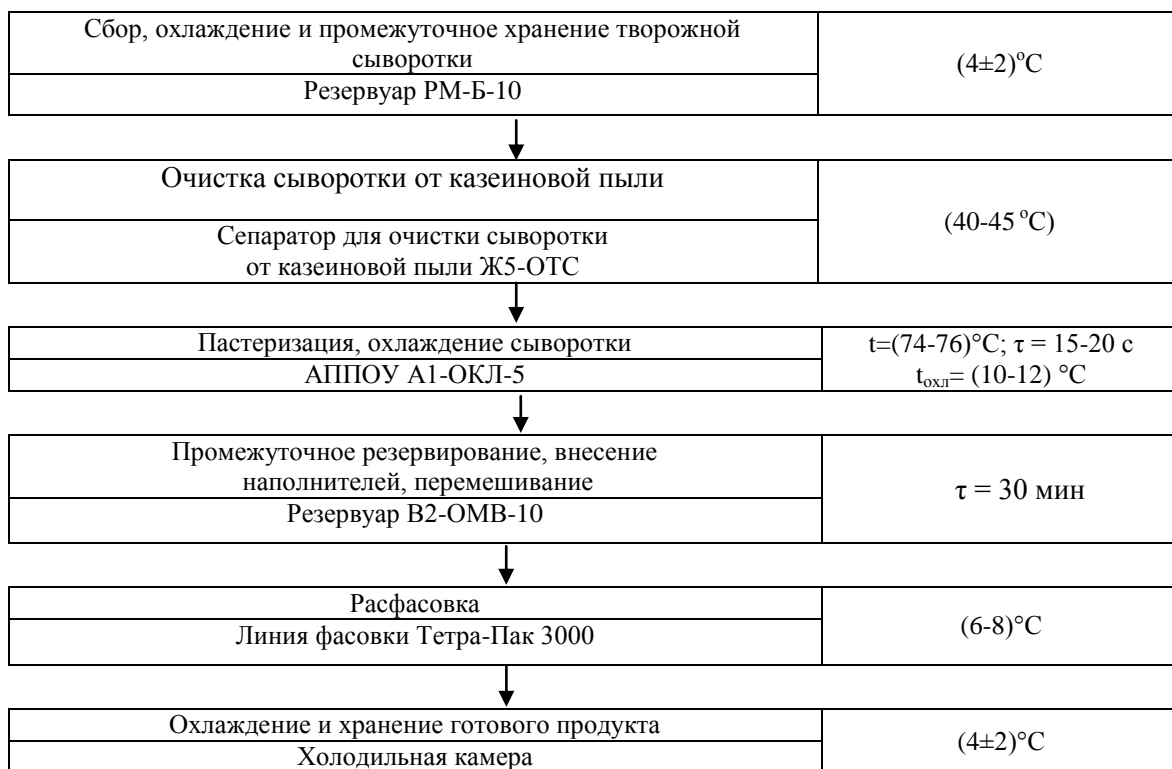 Сбор, охлаждение и промежуточное хранение творожной
сыворотки
Резервуар РМ-Б-10
(4±2)°С
Очистка сыворотки от казеиновой пыли
Сепаратор для очистки сыворотки
от казеиновой пыли Ж5-ОТС
(40-45 °С)
Пастеризация, охлаждение сыворотки
АППОУ А1-ОКЛ-5
t=(74-76)°С; τ = 15-20 с
tохл= (10-12) °С
Промежуточное резервирование, внесение
наполнителей, перемешивание
Резервуар В2-ОМВ-10
τ = 30 мин
Расфасовка
Линия фасовки Тетра-Пак 3000
(6-8)°С
Охлаждение и хранение готового продукта
Холодильная камера
(4±2)°С